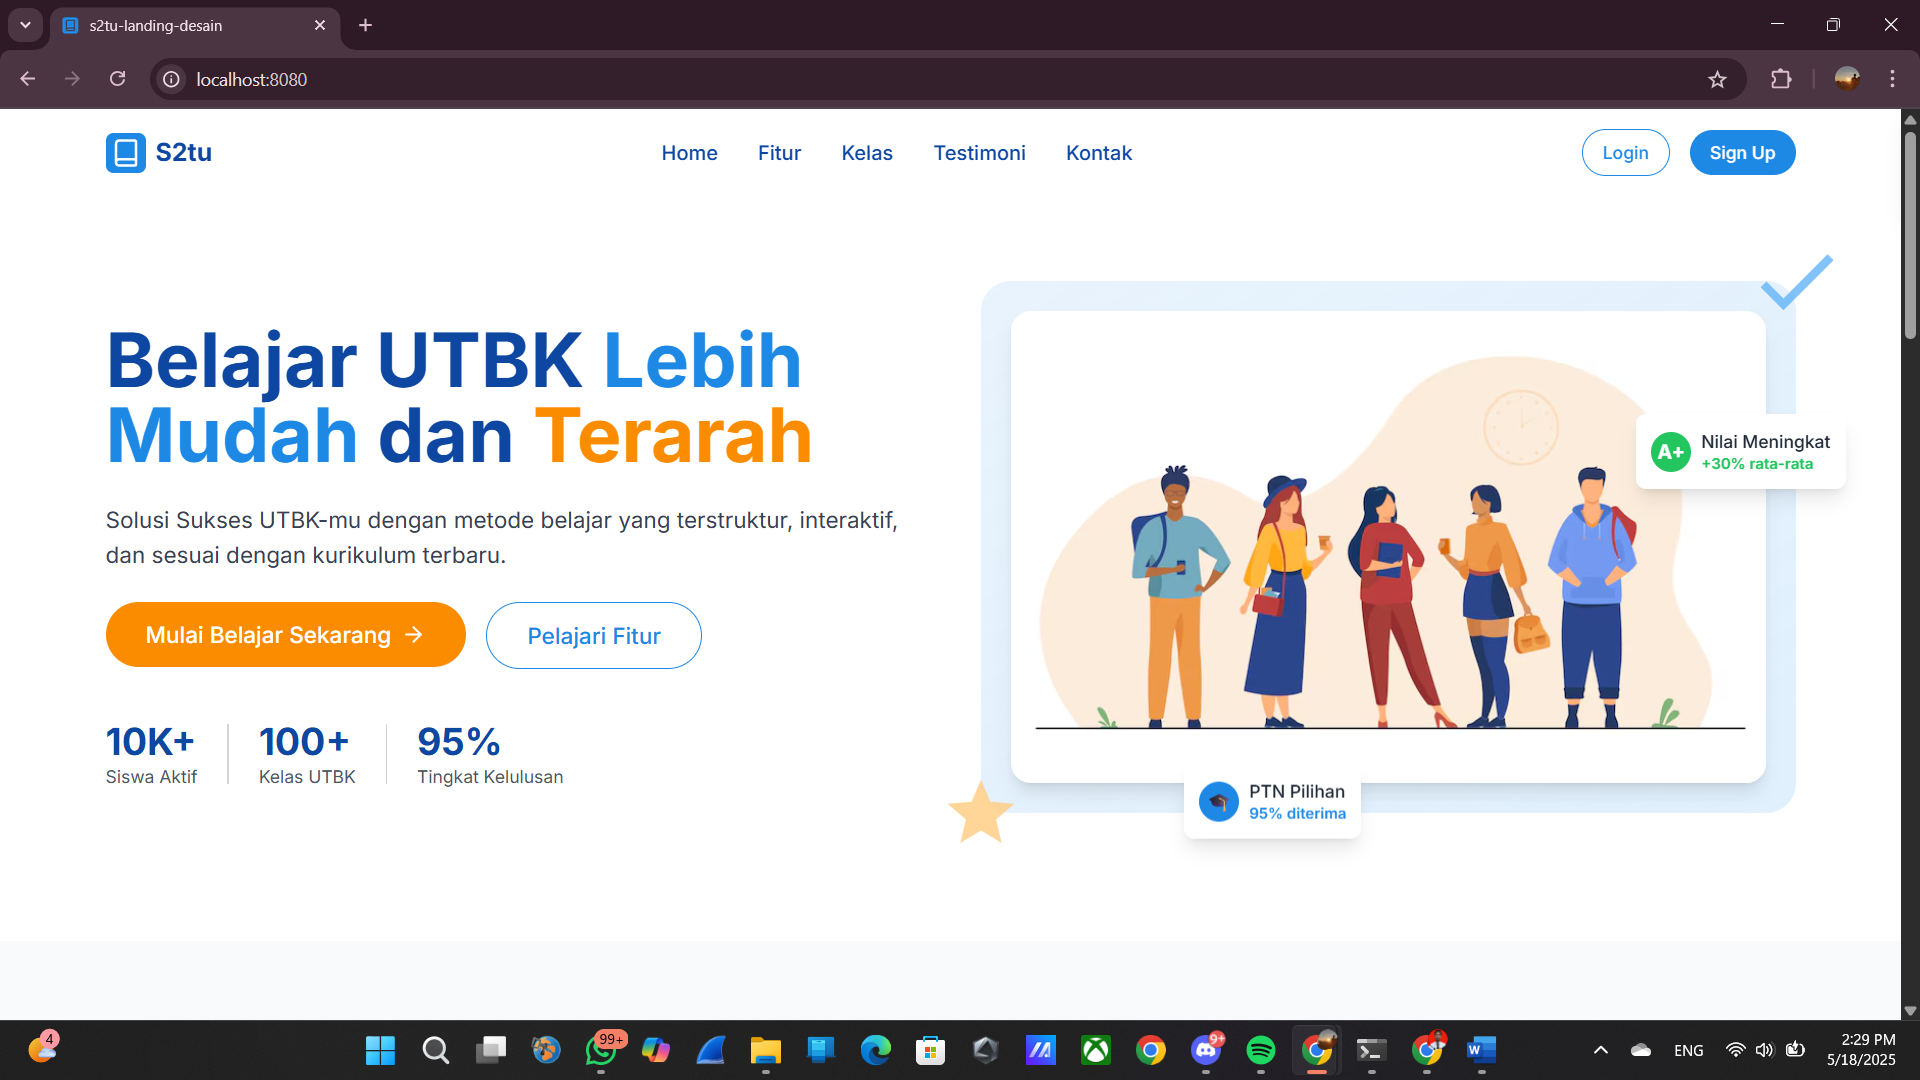 s2tu-landing-desain
localhost:8080
S2tu
Home
Fitur
Kelas
Testimoni
Kontak
Login
Sign Up
Belajar UTBK Lebih
Mudah dan Terarah
Solusi Sukses UTBK-mu dengan metode belajar yang terstruktur, interaktif,
dan sesuai dengan kurikulum terbaru.
Mulai Belajar Sekarang →
Pelajari Fitur
10K+
Siswa Aktif
100+
Kelas UTBK
95%
Tingkat Kelulusan
A+
Nilai Meningkat
+30% rata-rata
PTN Pilihan
95% diterima
4
99+
9+
W
ENG
2:29 PM
5/18/2025